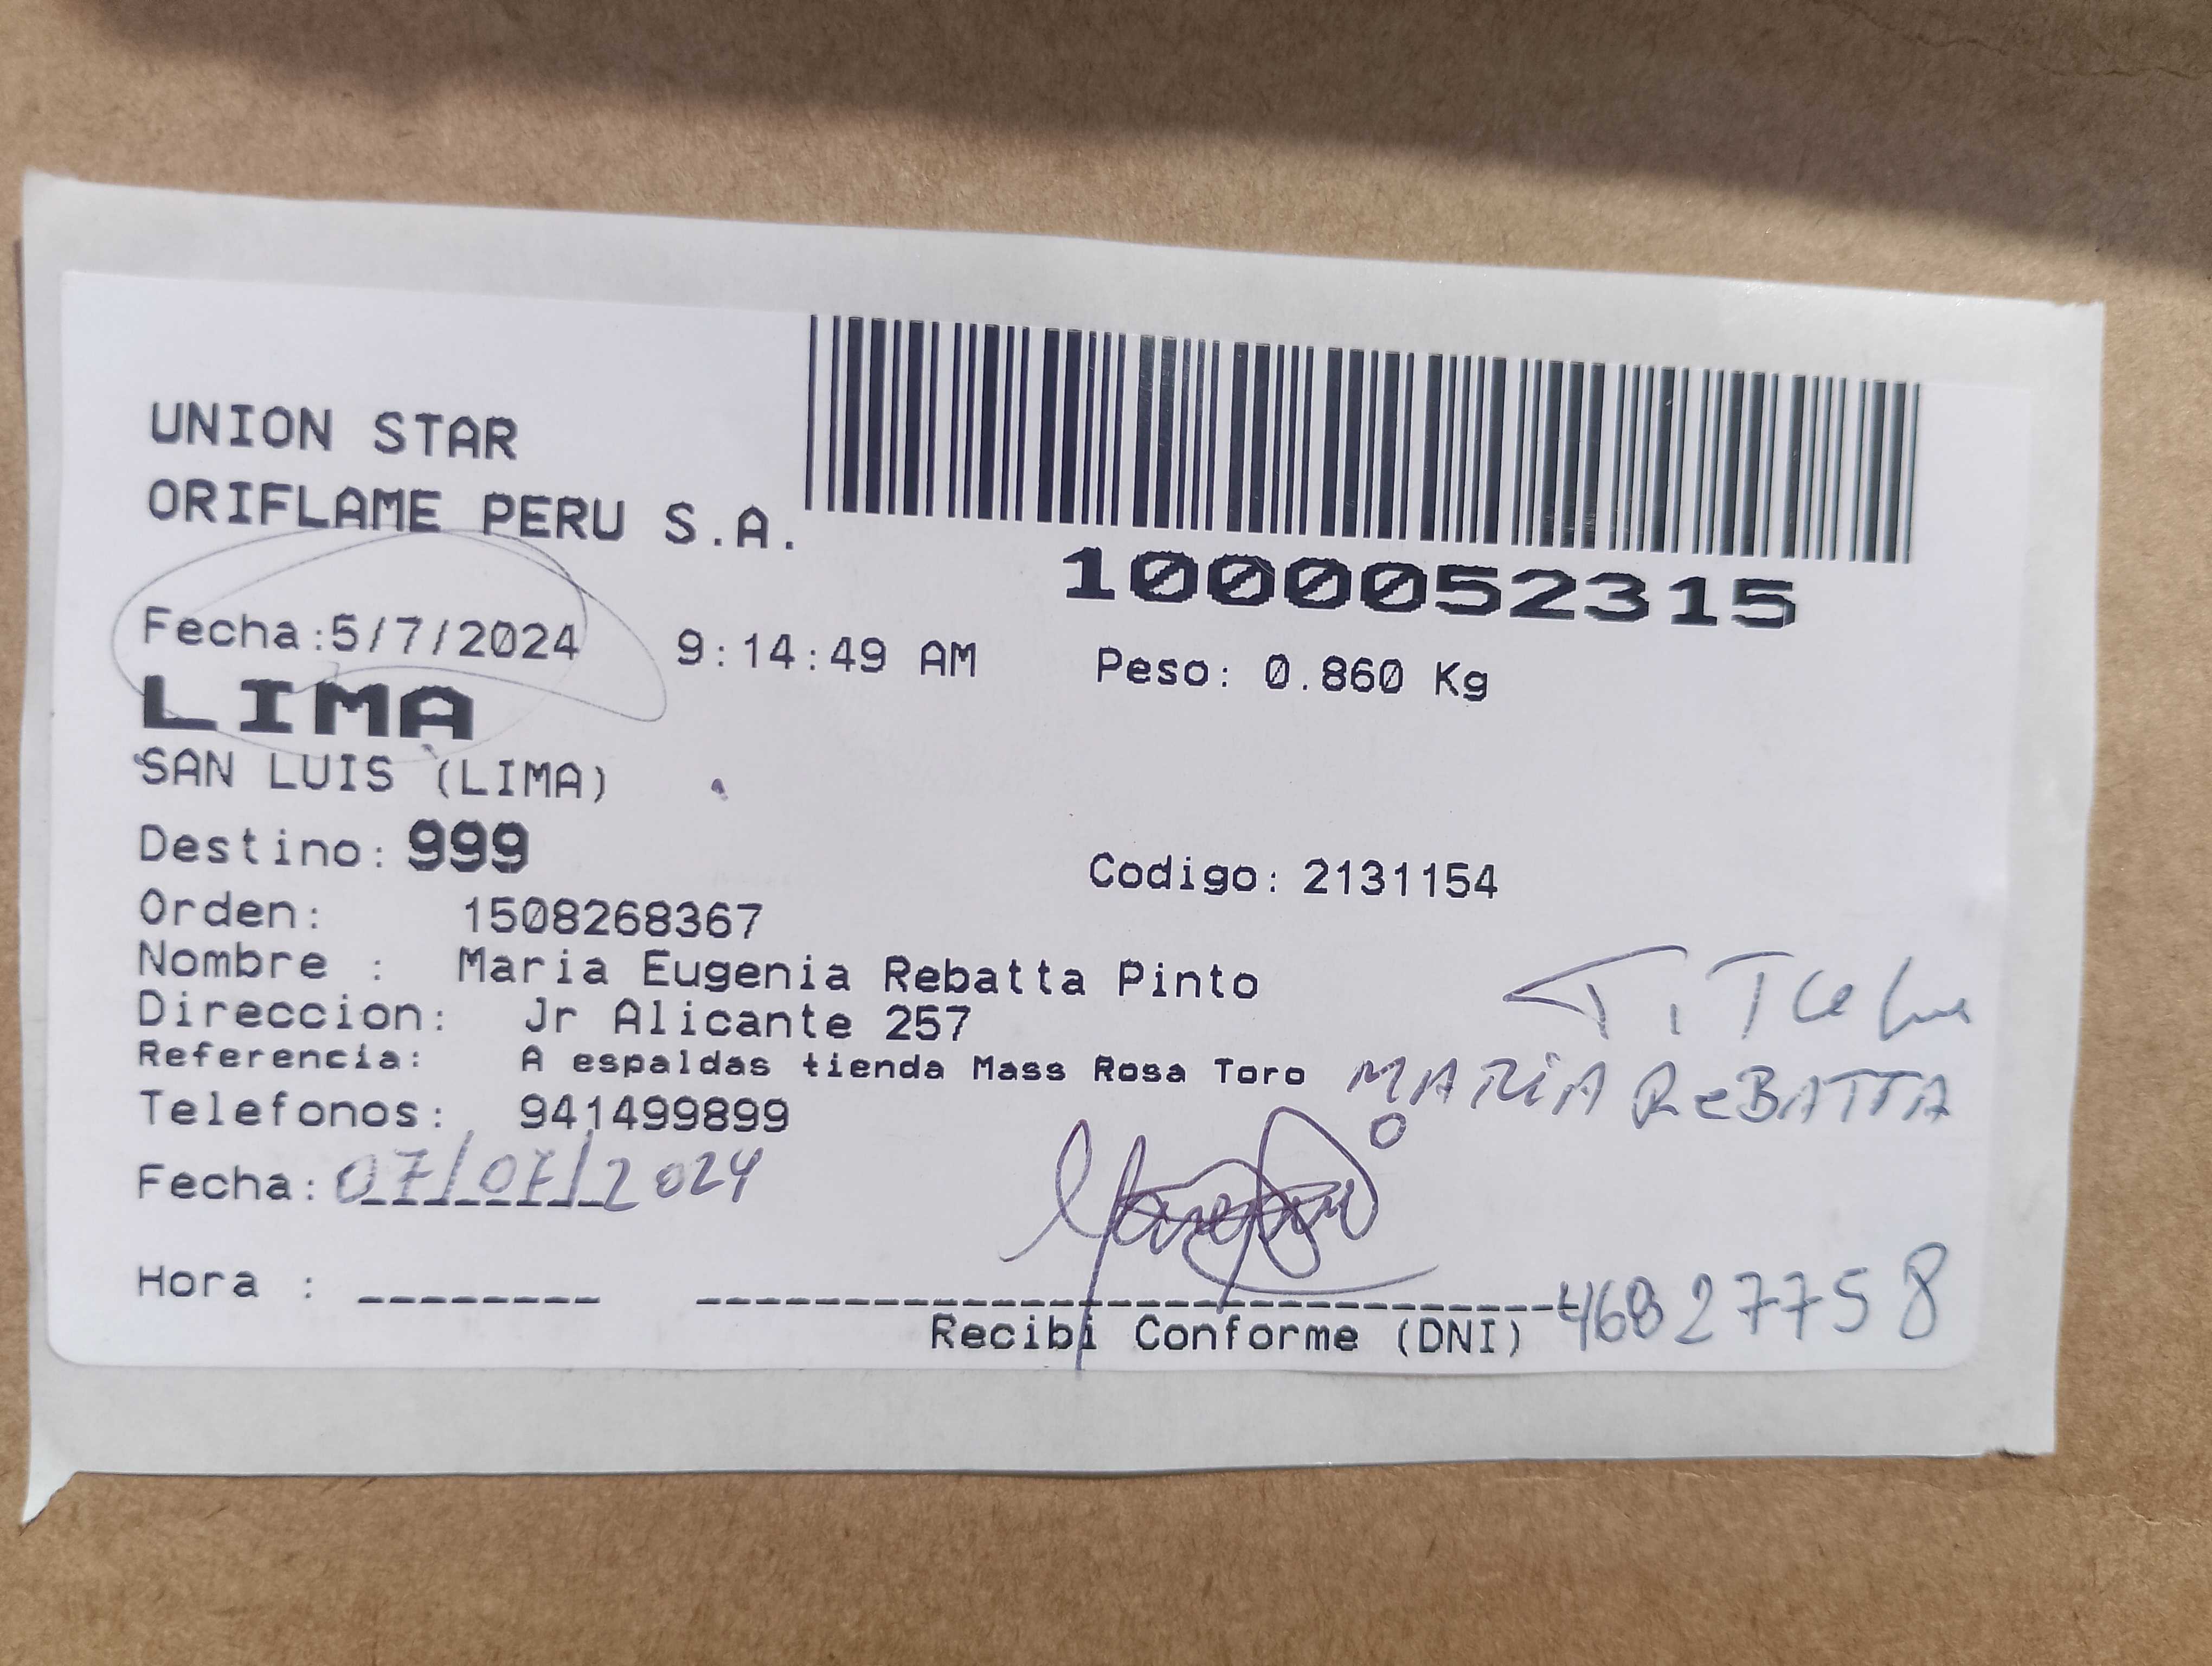 UNION STAR
ORIFLAME PERU S.A.
1000052315
Fecha:5/7/2024 9:14:49 AM Peso: 0.860 Kg
LIMA
SAN LUIS (LIMA)
Destino: 999
Codigo: 2131154
Orden: 1508268367
Nombre : Maria Eugenia Rebatta Pinto
Direccion: Jr Alicante 257
T.
Referencia: A espaldas tienda Mass Rosa Toro
MARIA ReBATTA
Telefonos: 941499899
Fecha: 07/07/2024
Hora :
Recibi Conforme (DNI) 46827758